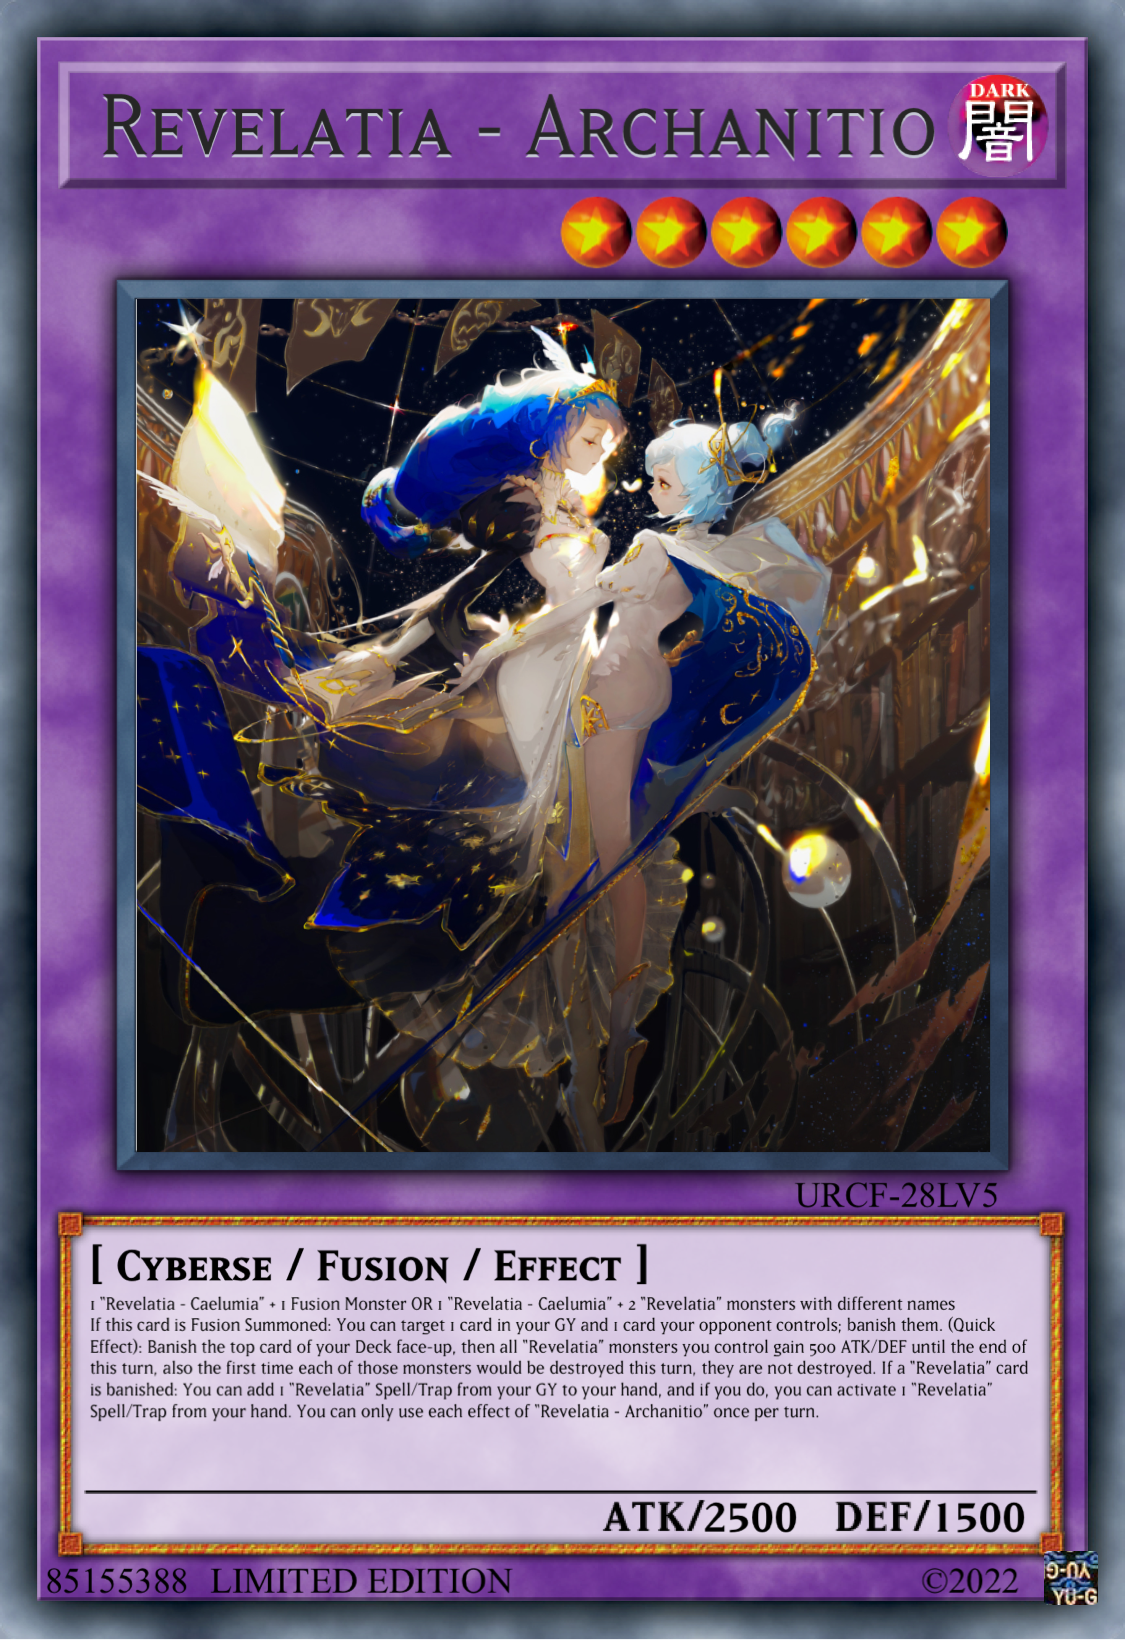 Revelatia - Archanitio
DARK
闇
URCF-28LV5
[ Cyberse / Fusion / Effect ]
1 "Revelatia - Caelumia" + 1 Fusion Monster OR 1 "Revelatia - Caelumia" + 2 "Revelatia" monsters with different names
If this card is Fusion Summoned: You can target 1 card in your GY and 1 card your opponent controls; banish them. (Quick
Effect): Banish the top card of your Deck face-up, then all "Revelatia" monsters you control gain 500 ATK/DEF until the end of
this turn, also the first time each of those monsters would be destroyed this turn, they are not destroyed. If a "Revelatia" card
is banished: You can add 1 "Revelatia" Spell/Trap from your GY to your hand, and if you do, you can activate 1 "Revelatia"
Spell/Trap from your hand. You can only use each effect of "Revelatia - Archanitio" once per turn.
ATK/2500 DEF/1500
85155388 LIMITED EDITION
©2022
YU-G
YU-G